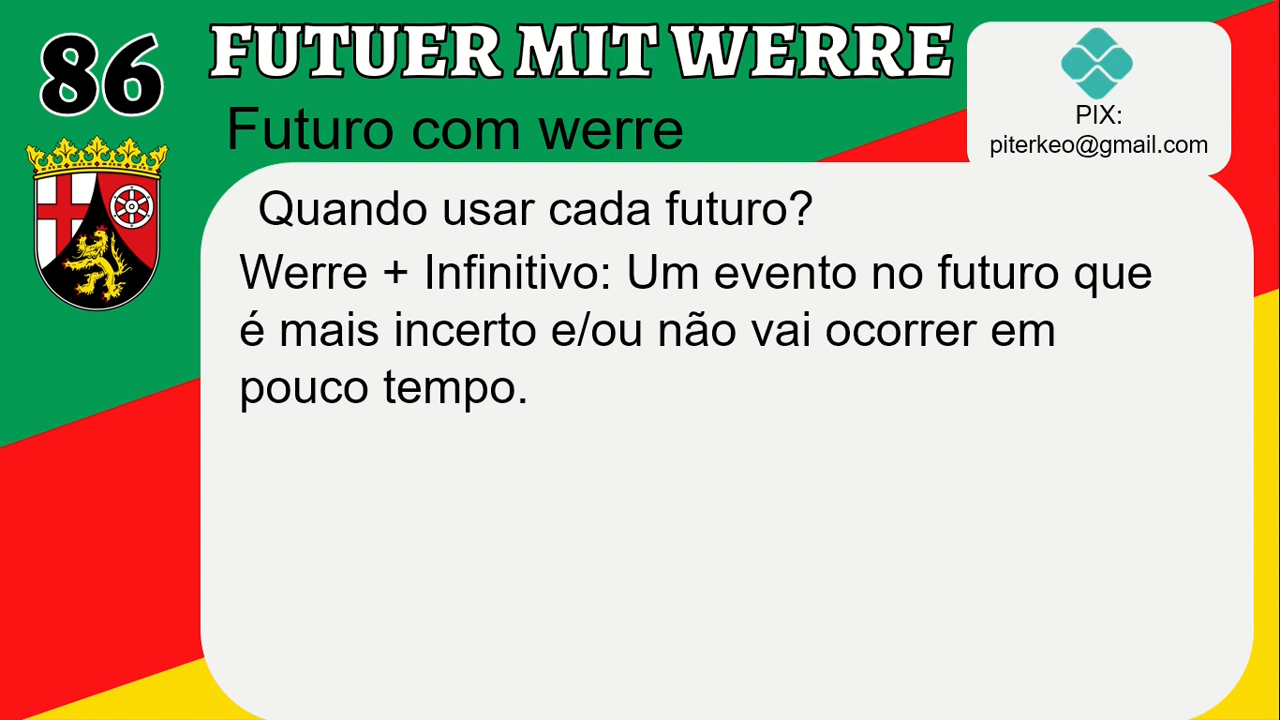 86
FUTUER MIT WERRE
Futuro com werre
PIX:
piterkeo@gmail.com
Quando usar cada futuro?
Werre + Infinitivo: Um evento no futuro que
é mais incerto e/ou não vai ocorrer em
pouco tempo.